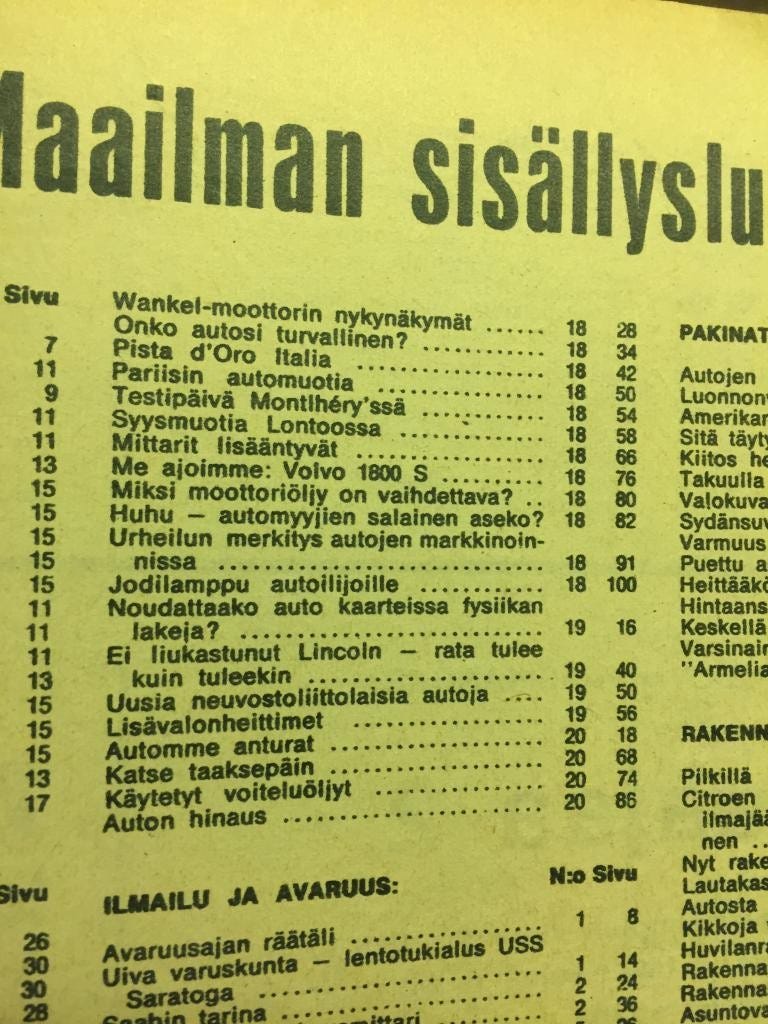 Maailman sisällyslu
Sivu
7
11
9
11
11
13
15
15
15
15
15
11
11
11
13
15
15
15
13
17
Sivu
26
30
30
28
Wankel-moottorin nykynäkymät ...... 18 28
Onko autosi turvallinen? ............ 18 34
Pista d'Oro Italia .................. 18 42
Pariisin automuotia ................ 18 50
Testipäivä Montlhéry'ssä ............ 18 54
Syysmuotia Lontoossa .............. 18 58
Mittarit lisääntyvät .................. 18 66
Me ajoimme: Volvo 1800 S .......... 18 76
Miksi moottoriöljy on vaihdettava? .. 18 80
Huhu — automyyjien salainen aseko? 18 82
Urheilun merkitys autojen markkinoin-
nissa .............................. 18 91
Jodilamppu autoilijoille .............. 18 100
Noudattaako auto kaarteissa fysiikan
lakeja? ............................ 19 16
Ei liukastunut Lincoln — rata tulee
kuin tuleekin ...................... 19 40
Uusia neuvostoliittolaisia autoja .... 19 50
Lisävalonheittimet .................. 19 56
Automme anturat .................... 20 18
Katse taaksepäin .................... 20 68
Käytetyt voiteluöljyt ................ 20 74
Auton hinaus ........................ 20 86
ILMAILU JA AVARUUS: N:o Sivu
Avaruusajan räätäli .................. 1 8
Uiva varuskunta — lentotukialus USS
Saratoga .......................... 1 14
Saabin tarina 2 24
2 36
PAKINAT
Autojen
Luonnonv
Amerikan
Sitä täyty
Kiitos he
Takuulla
Valokuva
Sydänsuv
Varmuus
Puettu a
Heittääkö
Hintaans
Keskellä
Varsinain
"Armelia
RAKENN
Pilkillä
Citroen
ilmajää
nen ..
Nyt rake
Lautakas
Autosta
Kikkoja
Huvilanra
Rakenna
Rakenna
Asuntova